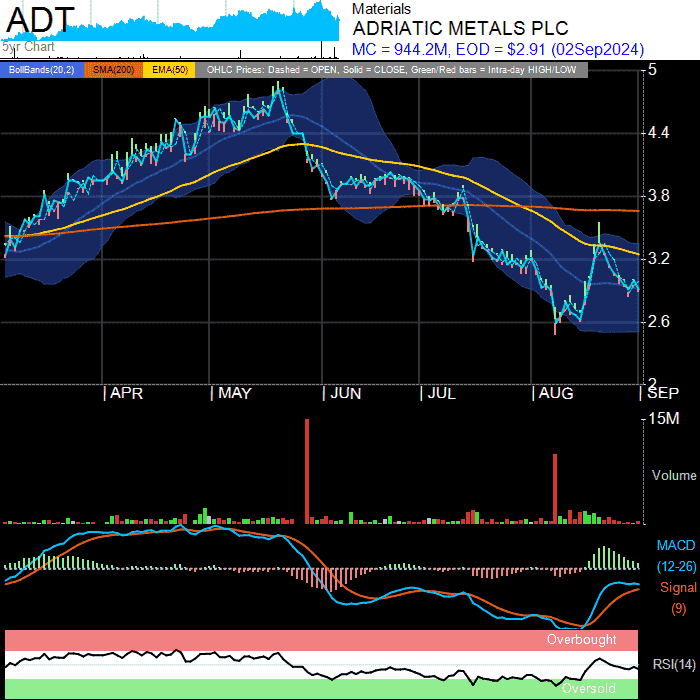 ADT
5yr Chart
Materials
ADRIATIC METALS PLC
MC = 944.2M, EOD = $2.91 (02Sep2024)
BollBands(20,2) SMA(200) EMA(50) OHLC Prices: Dashed = OPEN, Solid = CLOSE, Green/Red bars = Intra-day HIGH/LOW
5
4.4
3.8
3.2
2.6
2
APR MAY JUN JUL AUG SEP
15M
Volume
MACD
(12-26)
Signal
(9)
Overbought
RSI(14)
Oversold